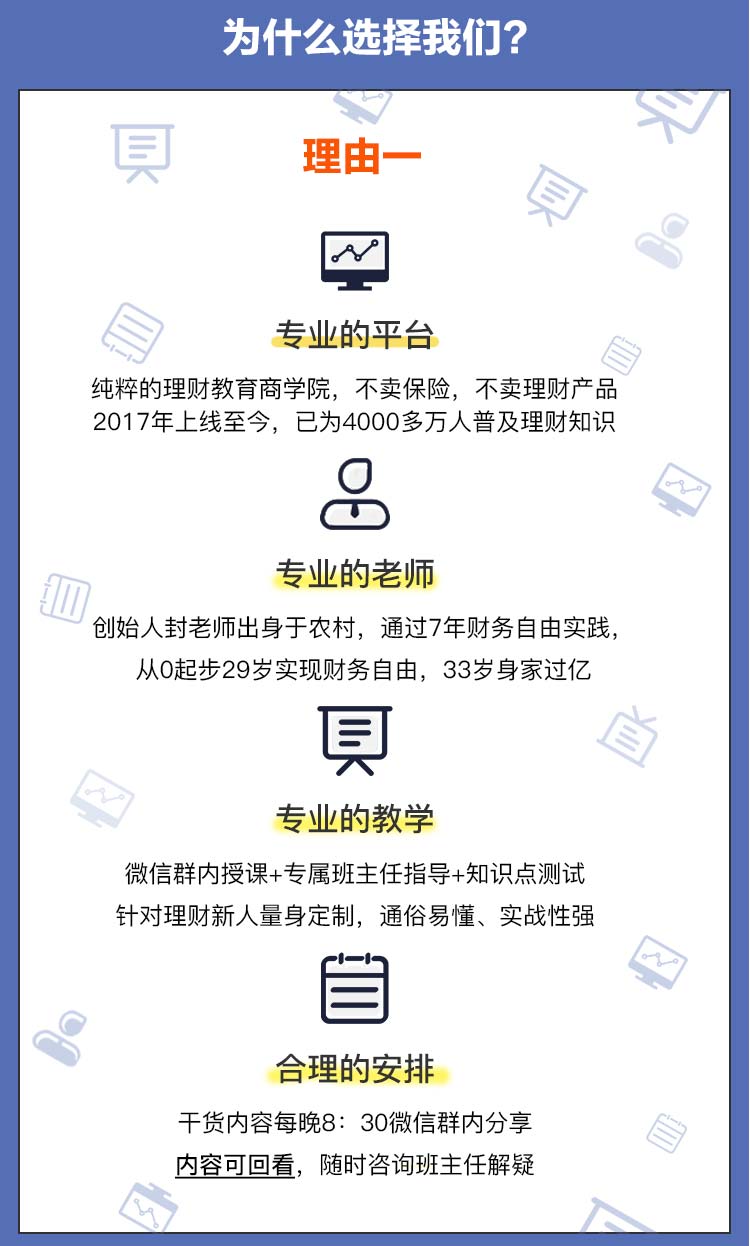 为什么选择我们?
理由一
专业的平台
纯粹的理财教育商学院，不卖保险，不卖理财产品
2017年上线至今，已为4000多万人普及理财知识
专业的老师
创始人封老师出身于农村，通过7年财务自由实践，
从0起步29岁实现财务自由，33岁身家过亿
专业的教学
微信群内授课+专属班主任指导+知识点测试
针对理财新人量身定制，通俗易懂、实战性强
合理的安排
干货内容每晚8：30微信群内分享
内容可回看，随时咨询班主任解疑